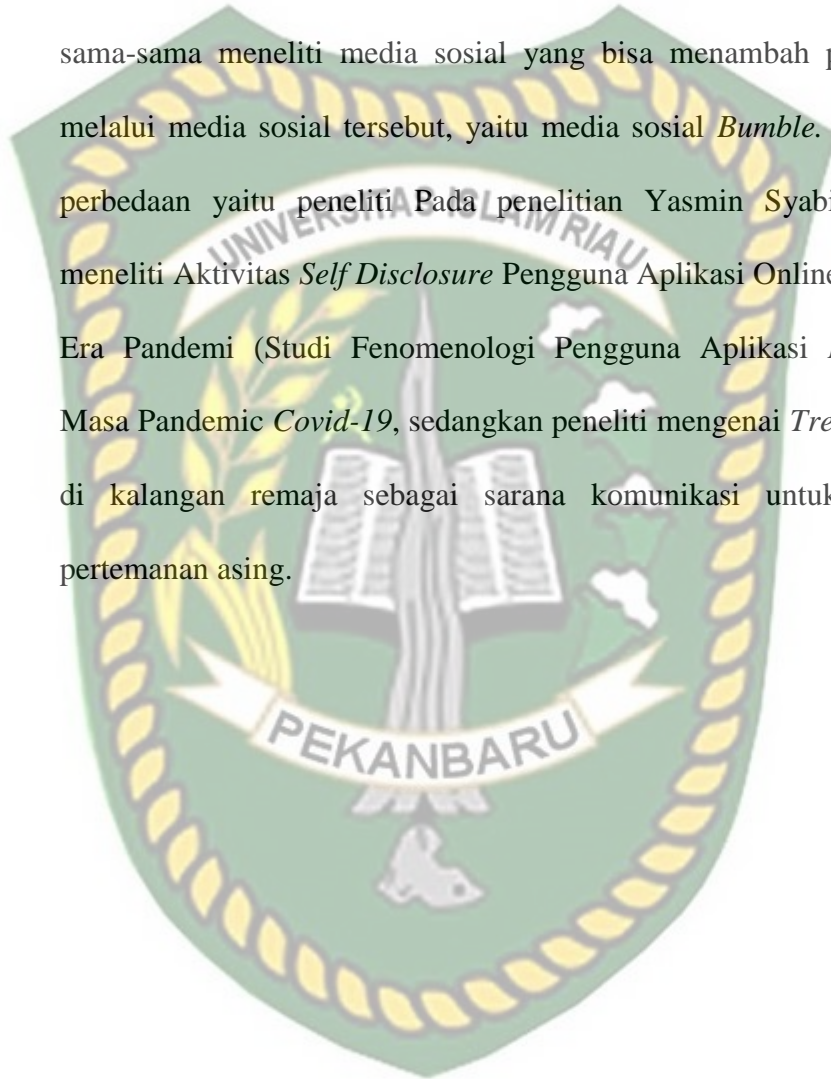 sama-sama meneliti media sosial yang bisa menambah
melalui media sosial tersebut, yaitu media sosial Bumble.
perbedaan yaitu peneliti Pada penelitian Yasmin
meneliti Aktivitas Self Disclosure Pengguna Aplikasi Online
Era Pandemi (Studi Fenomenologi Pengguna Aplikasi
Masa Pandemic Covid-19, sedangkan peneliti mengenai
di kalangan remaja sebagai sarana komunikasi untuk
pertemanan asing.
UNIVERSITAS ISLAM RIAU
PEKANBARU